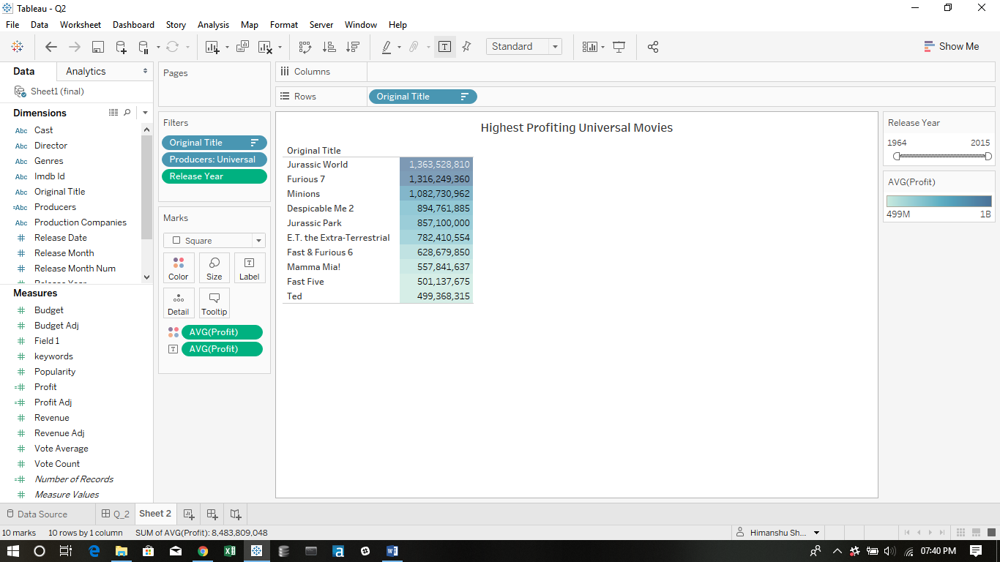 Tableau - Q2
File Data Worksheet Dashboard Story Analysis Map Format Server Window Help
Standard
Show Me
Data Analytics
Sheet1 (final)
Dimensions
Abc Cast
Abc Director
Abc Genres
Abc Imdb Id
Abc Original Title
=Abc Producers
Abc Production Companies
# Release Date
# Release Month
# Release Month Num
# Release Year
Measures
# Budget
# Budget Adj
# Field 1
# keywords
# Popularity
=# Profit
=# Profit Adj
# Revenue
# Revenue Adj
# Vote Average
# Vote Count
=# Number of Records
# Measure Values
Pages
Filters
Original Title
Producers: Universal
Release Year
Marks
Square
Color Size Label
Detail Tooltip
AVG(Profit)
AVG(Profit)
Columns
Rows Original Title
Highest Profiting Universal Movies
Original Title
Jurassic World 1,363,528,810
Furious 7 1,316,249,360
Minions 1,082,730,962
Despicable Me 2 894,761,885
Jurassic Park 857,100,000
E.T. the Extra-Terrestrial 782,410,554
Fast & Furious 6 628,679,850
Mamma Mia! 557,841,637
Fast Five 501,137,675
Ted 499,368,315
Release Year
1964 2015
AVG(Profit)
499M 1B
Data Source Q_2 Sheet 2
10 marks 10 rows by 1 column SUM of AVG(Profit): 8,483,809,048 Himanshu Sh...
07:40 PM